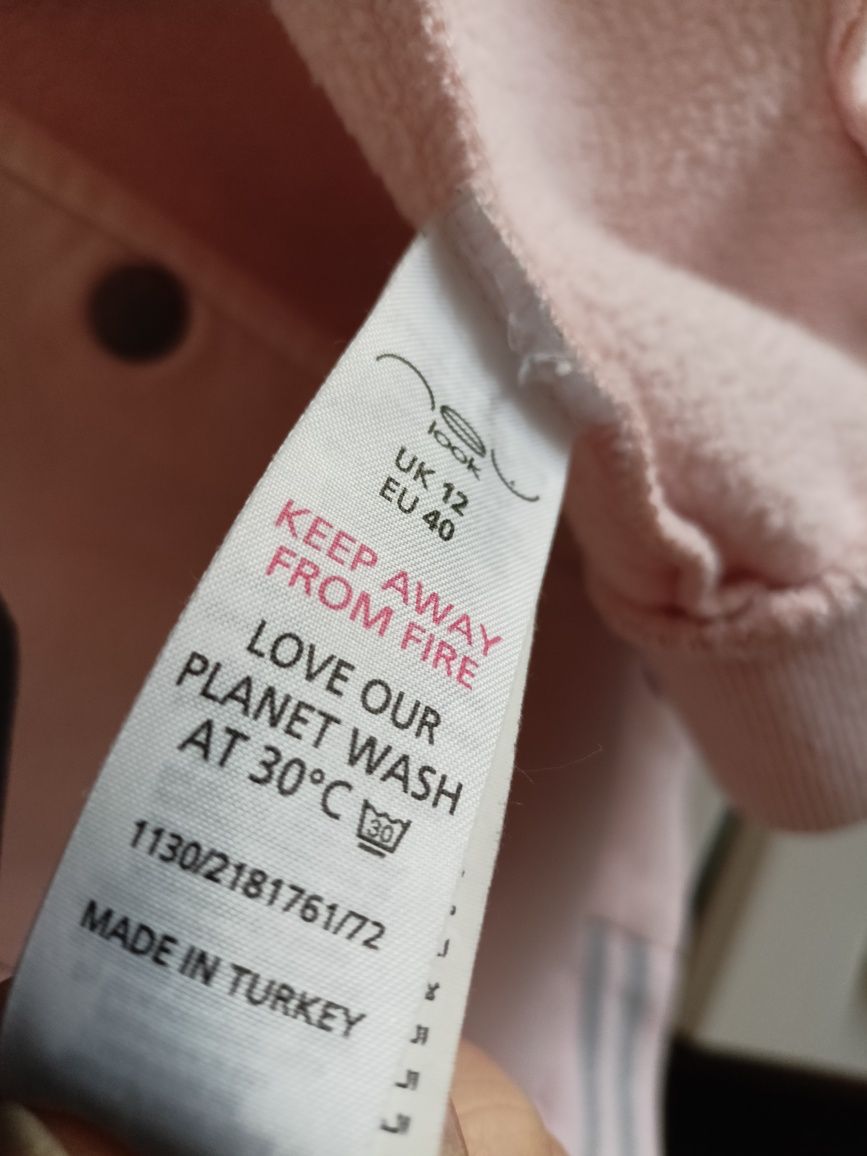 look
UK 12
EU 40
KEEP AWAY
FROM FIRE
LOVE OUR
PLANET WASH
AT 30°C 30
1130/2181761/72
MADE IN TURKEY